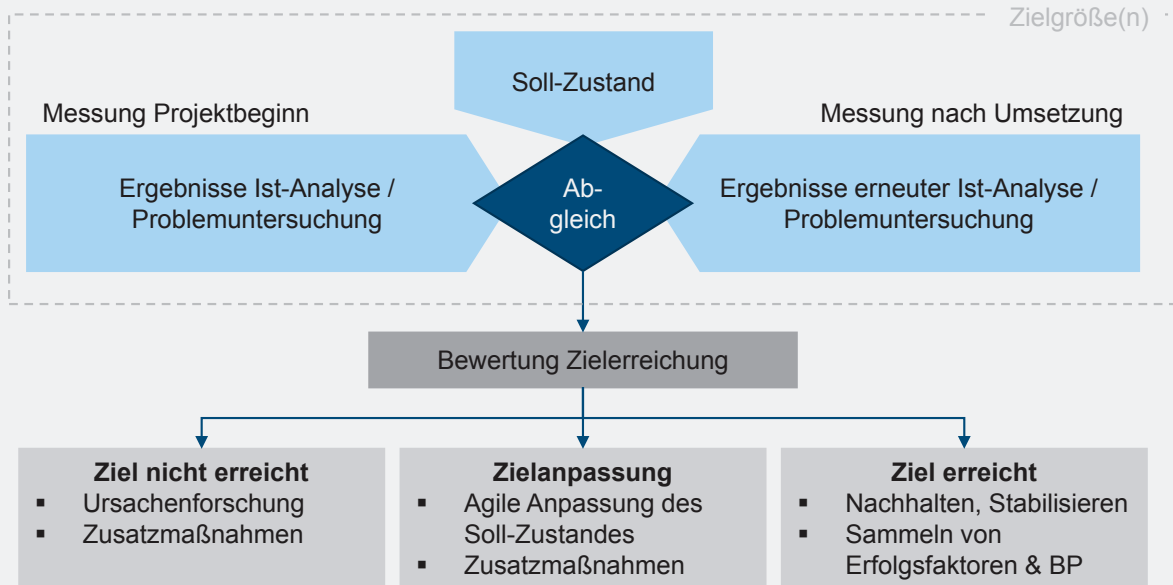 Zielgröße(n)
Soll-Zustand
Messung Projektbeginn
Messung nach Umsetzung
Ergebnisse Ist-Analyse /
Problemuntersuchung
Ab-
gleich
Ergebnisse erneuter Ist-Analyse /
Problemuntersuchung
Bewertung Zielerreichung
Ziel nicht erreicht
▪ Ursachenforschung
▪ Zusatzmaßnahmen
Zielanpassung
▪ Agile Anpassung des
Soll-Zustandes
▪ Zusatzmaßnahmen
Ziel erreicht
▪ Nachhalten, Stabilisieren
▪ Sammeln von
Erfolgsfaktoren & BP